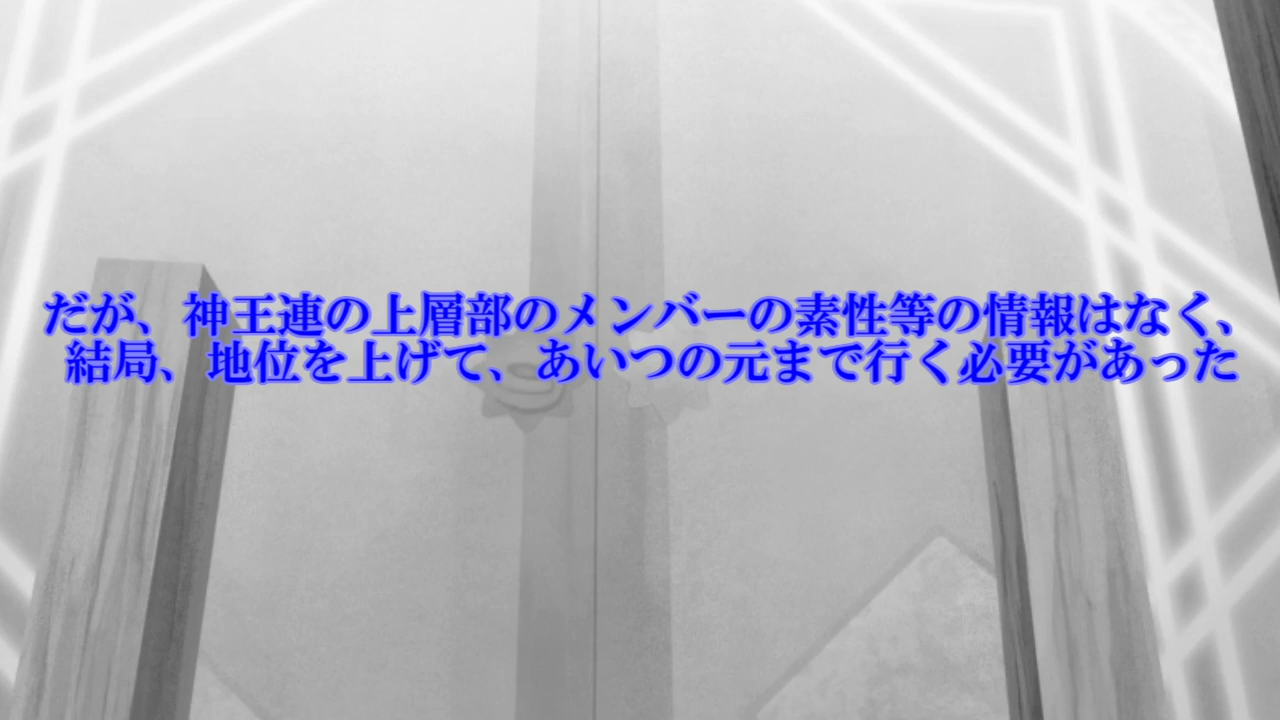 だが、神王連の上層部のメンバーの素性等の情報はなく、
結局、地位を上げて、あいつの元まで行く必要があった